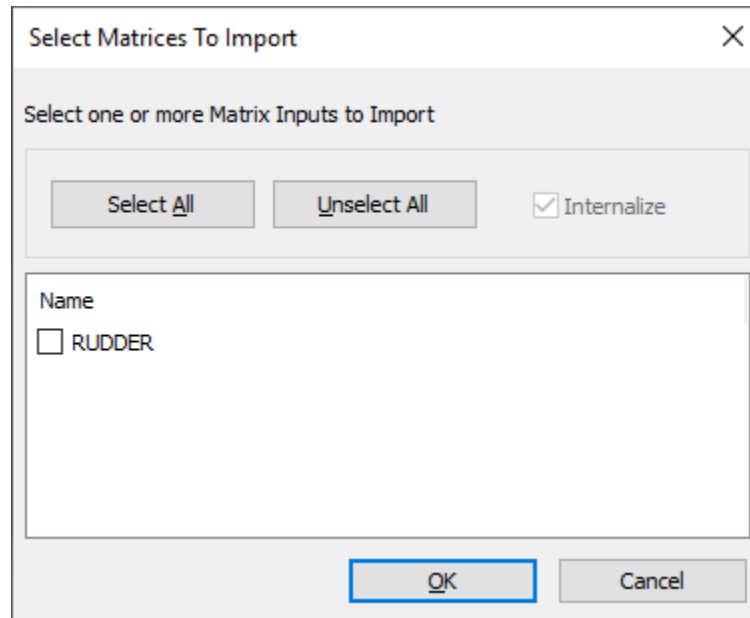 Select Matrices To Import
Select one or more Matrix Inputs to Import
Select All
Unselect All
Internalize
Name
RUDDER
OK
Cancel